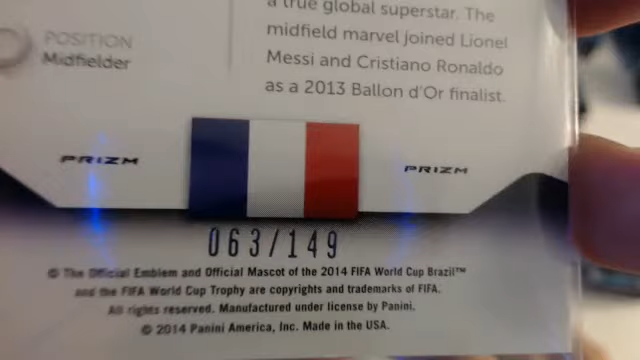 a true global superstar. The
midfield marvel joined Lionel
Messi and Cristiano Ronaldo
as a 2013 Ballon d'Or finalist.
POSITION
Midfielder
PRIZM
PRIZM
063/149
© The Official Emblem and Official Mascot of the 2014 FIFA World Cup Brazil™
and the FIFA World Cup Trophy are copyrights and trademarks of FIFA.
All rights reserved. Manufactured under license by Panini.
© 2014 Panini America, Inc. Made in the USA.